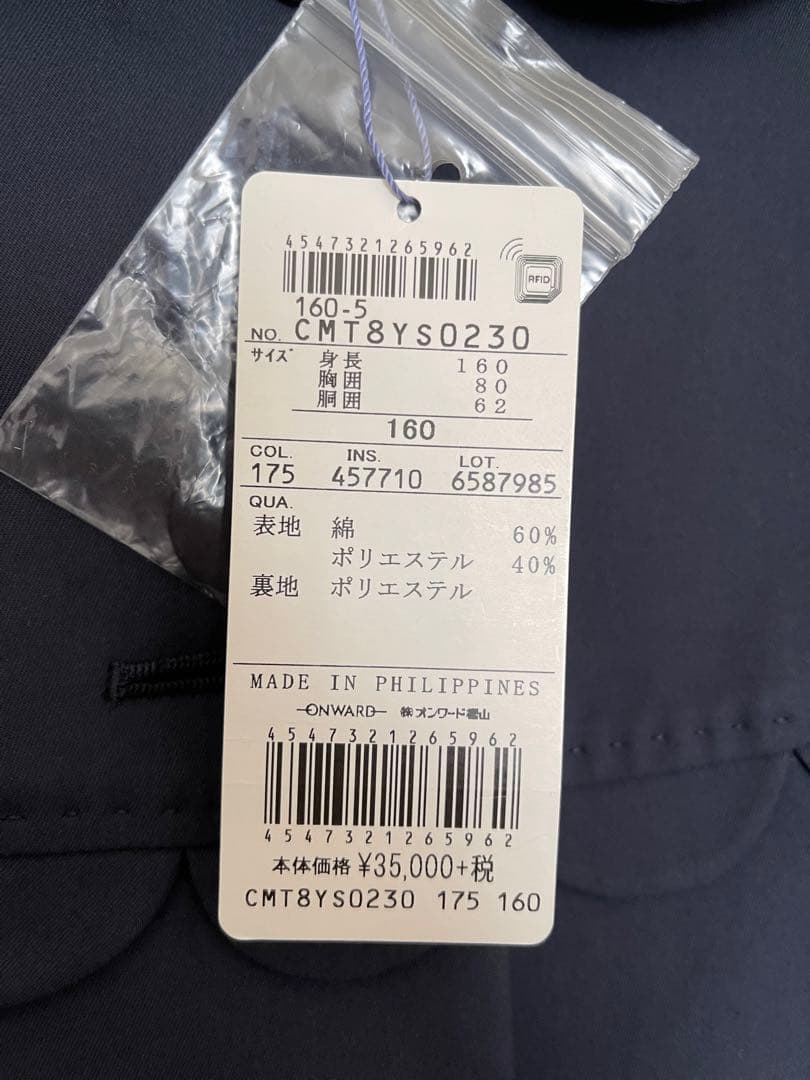 4547321265962
RFID
160-5
NO. CMT8YS0230
サイズ 身長 160
胸囲 80
胴囲 62
160
COL. INS. LOT.
175 457710 6587985
QUA.
表地 綿 60%
ポリエステル 40%
裏地 ポリエステル
MADE IN PHILIPPINES
ONWARD ㈱オンワード樫山
4547321265962
4547321265962
本体価格 ¥35,000+税
CMT8YS0230 175 160